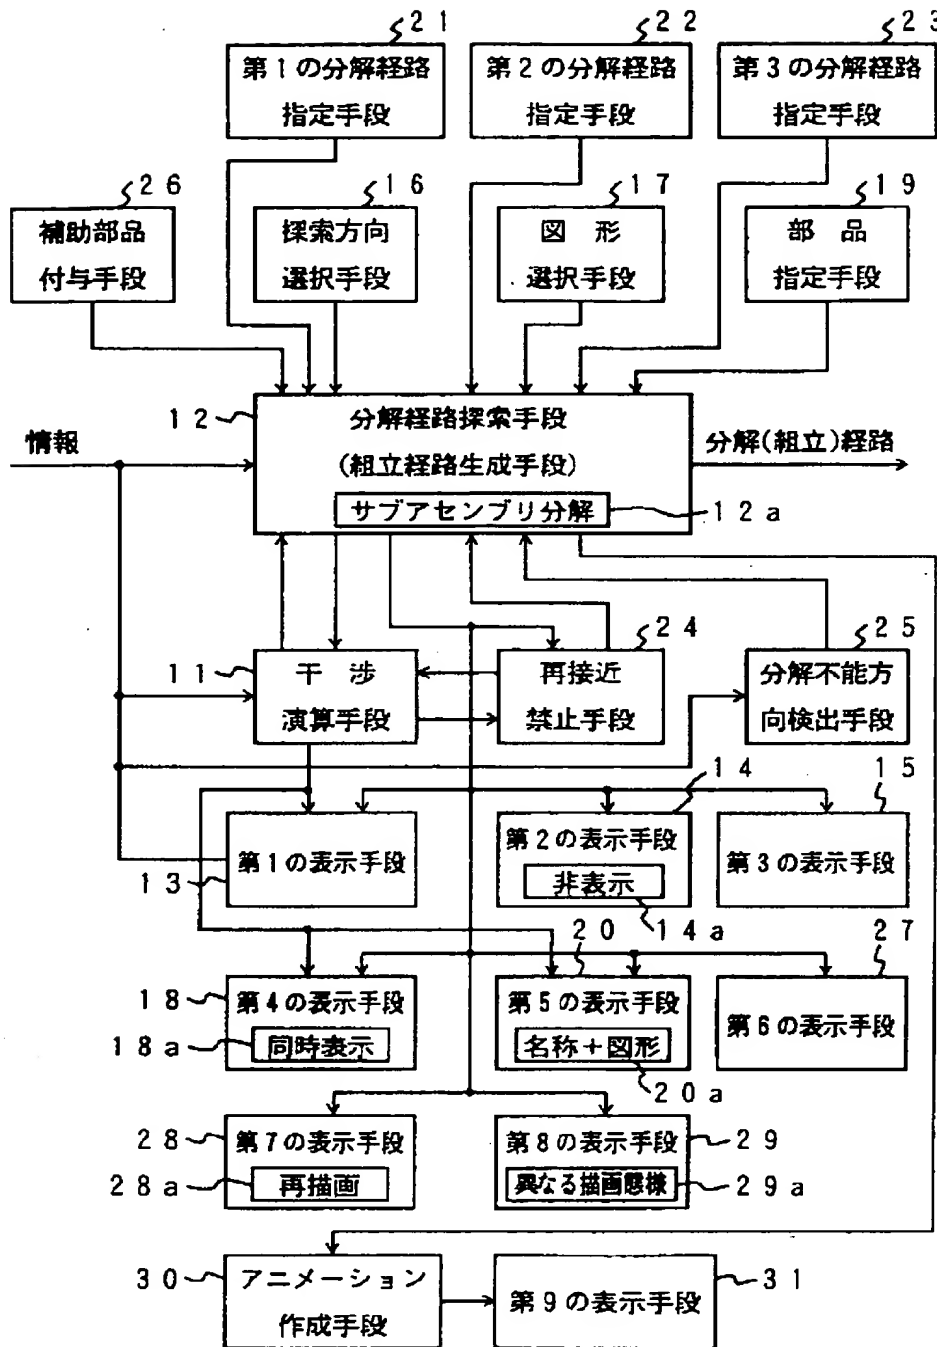 21
22
23
第1の分解経路
指定手段
第2の分解経路
指定手段
第3の分解経路
指定手段
26
16
17
19
補助部品
付与手段
探索方向
選択手段
図 形
選択手段
部 品
指定手段
12
分解経路探索手段
(組立経路生成手段)
サブアセンブリ分解
12a
情報
分解(組立)経路
24
25
11
干 渉
演算手段
再接近
禁止手段
分解不能方
向検出手段
14
15
第1の表示手段
13
第2の表示手段
非表示
14a
第3の表示手段
20
27
18
第4の表示手段
18a
同時表示
第5の表示手段
名称+図形
20a
第6の表示手段
28
第7の表示手段
28a
再描画
第8の表示手段
29
異なる描画態様
29a
30
アニメーション
作成手段
第9の表示手段
31